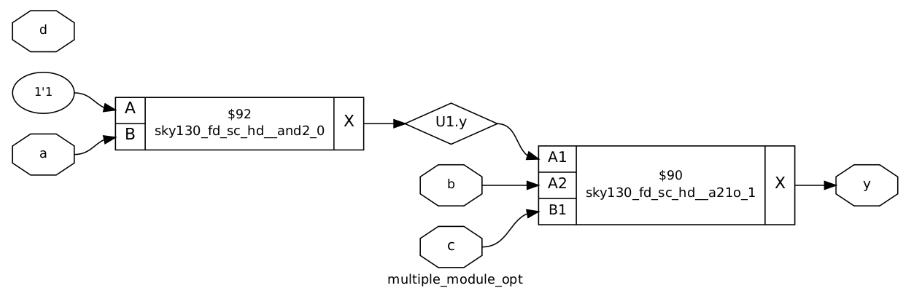 d
1'1
A
B
$92
sky130_fd_sc_hd__and2_0
X
a
U1.y
A1
A2
B1
$90
sky130_fd_sc_hd__a21o_1
X
b
c
y
multiple_module_opt